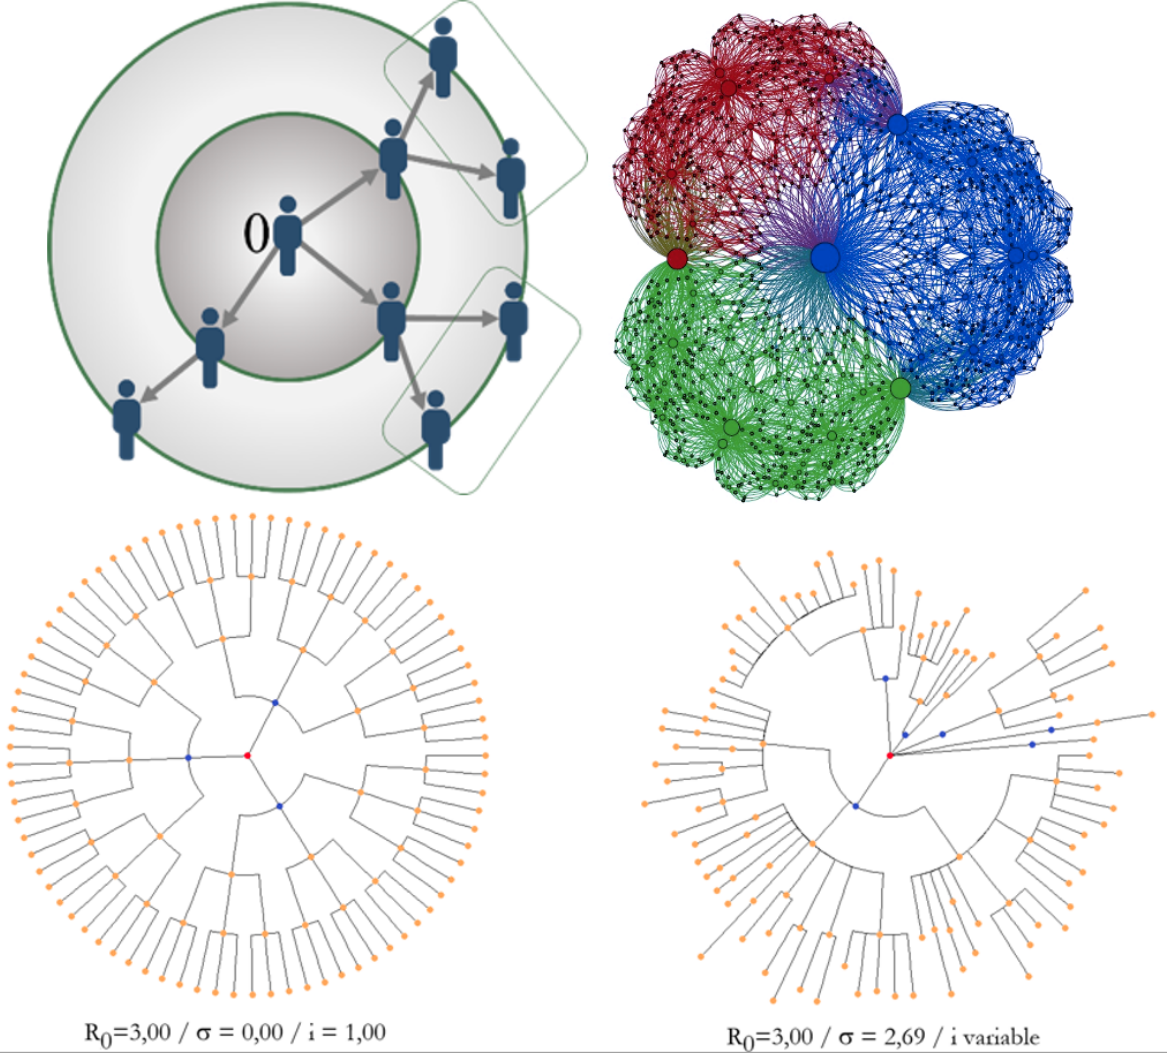 0
R0=3,00 / σ = 0,00 / i = 1,00
R0=3,00 / σ = 2,69 / i variable